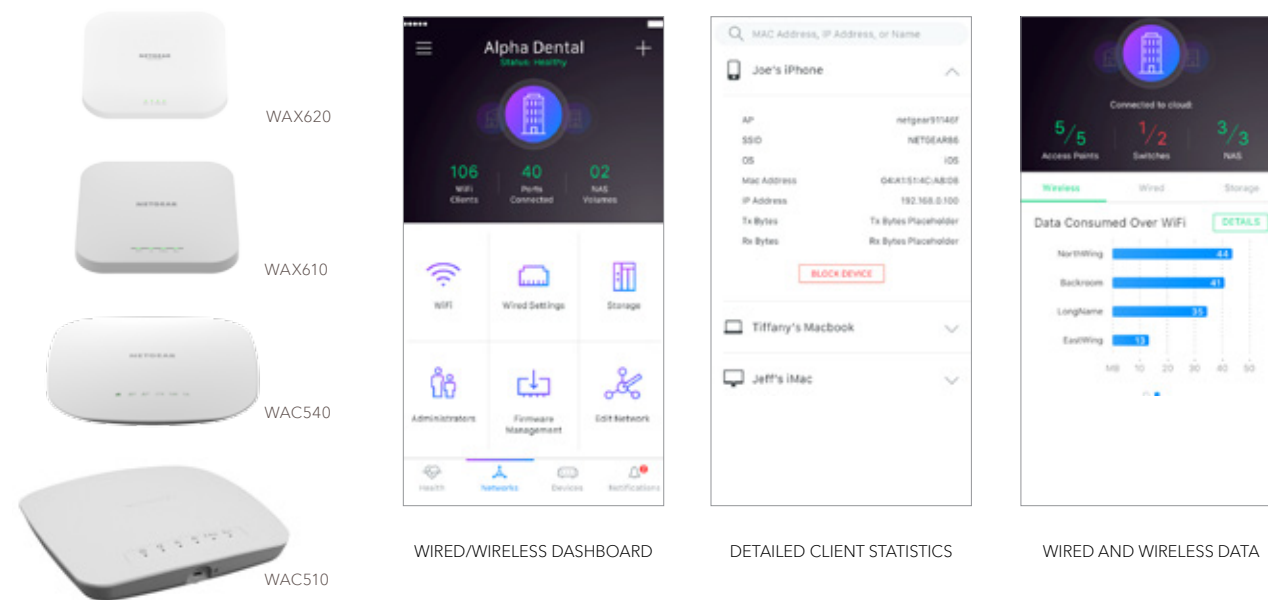 NETGEAR
WAX620
NETGEAR
WAX610
NETGEAR
WAC540
WAC510
Alpha Dental
Status: Healthy
106
40
02
WiFi
Clients
Ports
Connected
NAS
Volumes
WiFi
Wired Settings
Storage
Administrators
Firmware
Management
Edit Network
Health
Networks
Devices
Notifications
WIRED/WIRELESS DASHBOARD
MAC Address, IP Address, or Name
Joe's iPhone
AP
SSID NETGEAR66
OS iOS
Mac Address
IP Address 192.168.0.100
Tx Bytes Tx Bytes Placeholder
Rx Bytes Rx Bytes Placeholder
BLOCK DEVICE
Tiffany's Macbook
Jeff's iMac
DETAILED CLIENT STATISTICS
Connected to cloud:
5/5
1/2
3/3
Access Points
Switches
NAS
Wireless
Wired
Storage
Data Consumed Over WiFi
DETAILS
NorthWing 44
Backroom 41
LongName 35
EastWing 13
MB 10 20 30 40 50
WIRED AND WIRELESS DATA